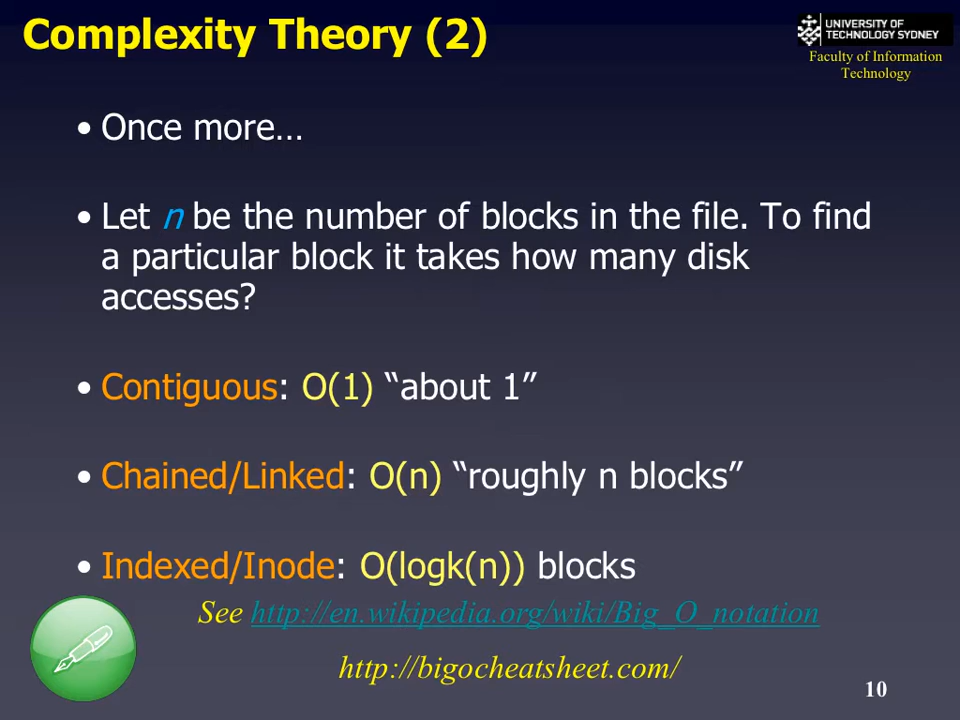 Complexity Theory (2)
UNIVERSITY OF
TECHNOLOGY SYDNEY
Faculty of Information
Technology
• Once more…
• Let n be the number of blocks in the file. To find
a particular block it takes how many disk
accesses?
• Contiguous: O(1) “about 1”
• Chained/Linked: O(n) “roughly n blocks”
• Indexed/Inode: O(logk(n)) blocks
See http://en.wikipedia.org/wiki/Big_O_notation
http://bigocheatsheet.com/
10